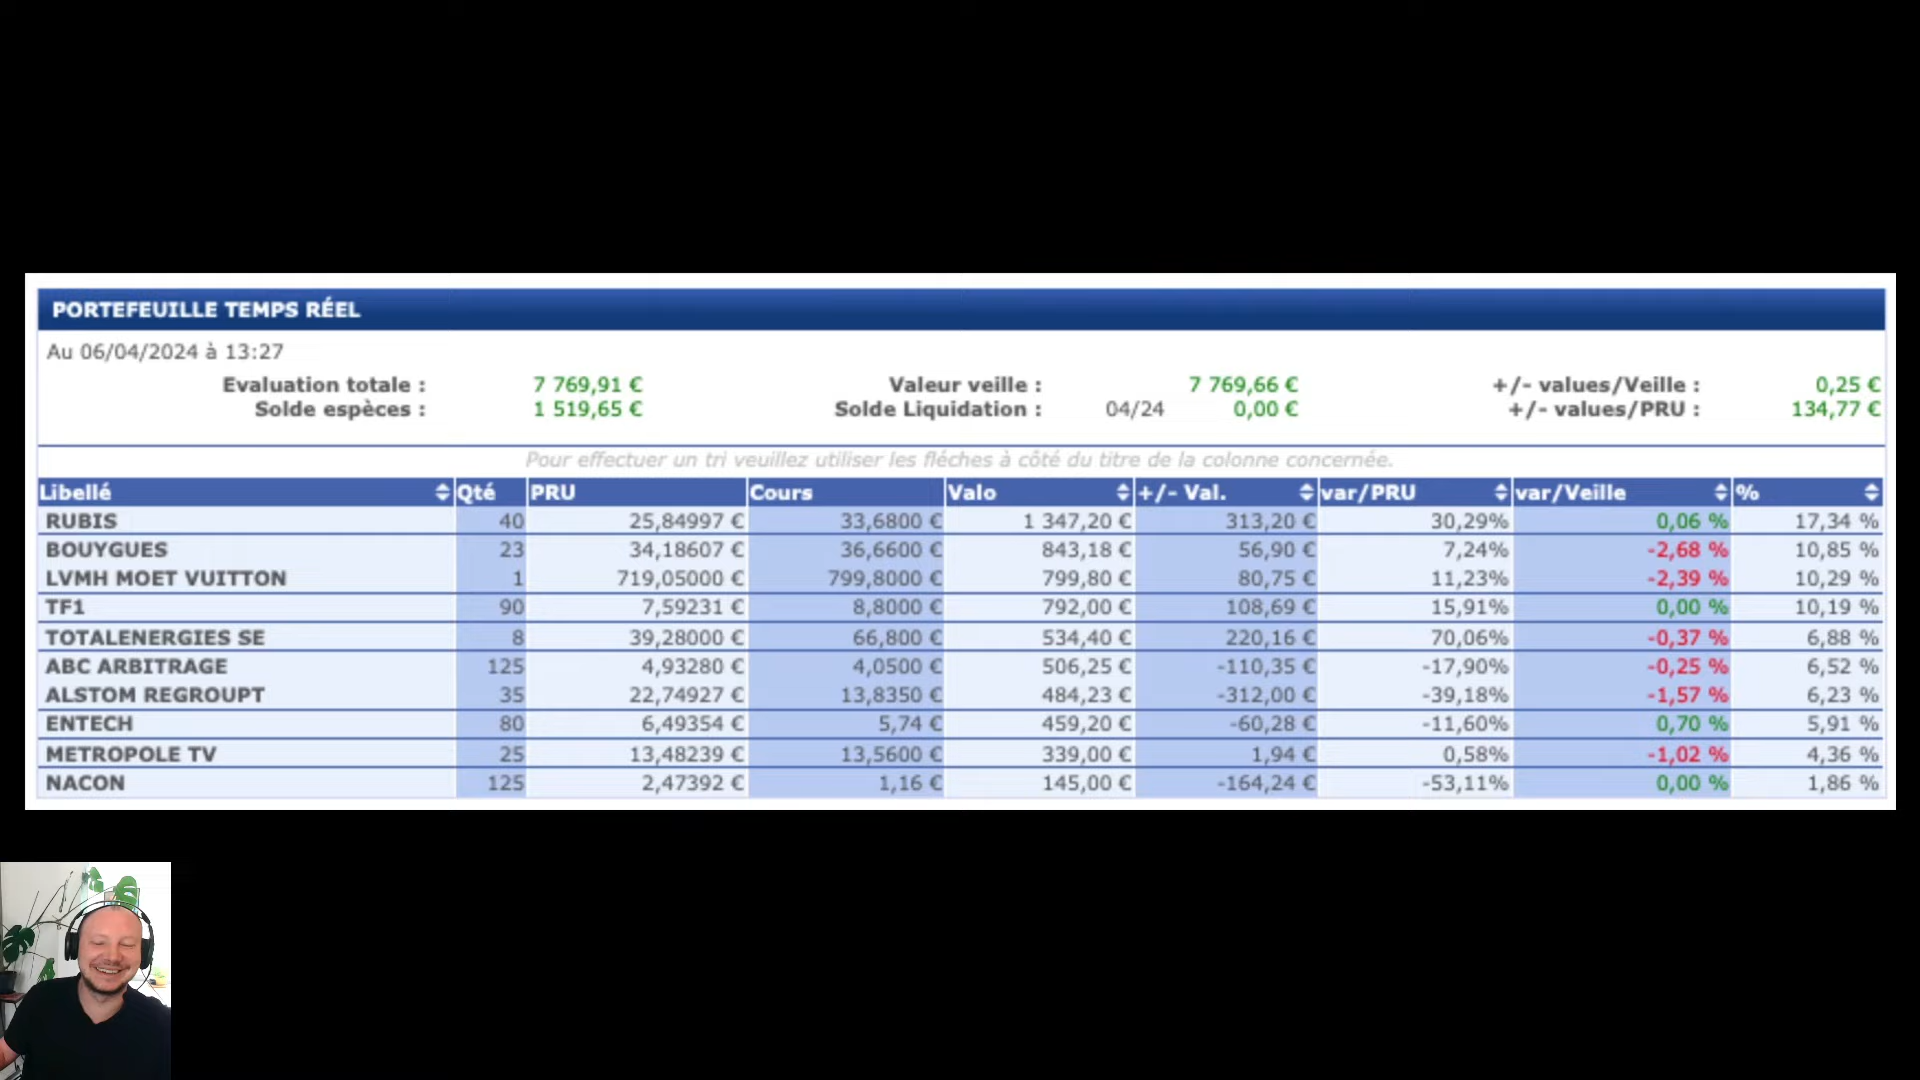 PORTEFEUILLE TEMPS RÉEL
Au 06/04/2024 à 13:27
Evaluation totale : 7 769,91 € Valeur veille : 7 769,66 € +/- values/Veille : 0,25 €
Solde espèces : 1 519,65 € Solde Liquidation : 04/24 0,00 € +/- values/PRU : 134,77 €
Pour effectuer un tri veuillez utiliser les fléches à côté du titre de la colonne concernée.
Libellé Qté PRU Cours Valo +/- Val. var/PRU var/Veille %
RUBIS 40 25,84997 € 33,6800 € 1 347,20 € 313,20 € 30,29% 0,06 % 17,34 %
BOUYGUES 23 34,18607 € 36,6600 € 843,18 € 56,90 € 7,24% -2,68 % 10,85 %
LVMH MOET VUITTON 1 719,05000 € 799,8000 € 799,80 € 80,75 € 11,23% -2,39 % 10,29 %
TF1 90 7,59231 € 8,8000 € 792,00 € 108,69 € 15,91% 0,00 % 10,19 %
TOTALENERGIES SE 8 39,28000 € 66,800 € 534,40 € 220,16 € 70,06% -0,37 % 6,88 %
ABC ARBITRAGE 125 4,93280 € 4,0500 € 506,25 € -110,35 € -17,90% -0,25 % 6,52 %
ALSTOM REGROUPT 35 22,74927 € 13,8350 € 484,23 € -312,00 € -39,18% -1,57 % 6,23 %
ENTECH 80 6,49354 € 5,74 € 459,20 € -60,28 € -11,60% 0,70 % 5,91 %
METROPOLE TV 25 13,48239 € 13,5600 € 339,00 € 1,94 € 0,58% -1,02 % 4,36 %
NACON 125 2,47392 € 1,16 € 145,00 € -164,24 € -53,11% 0,00 % 1,86 %